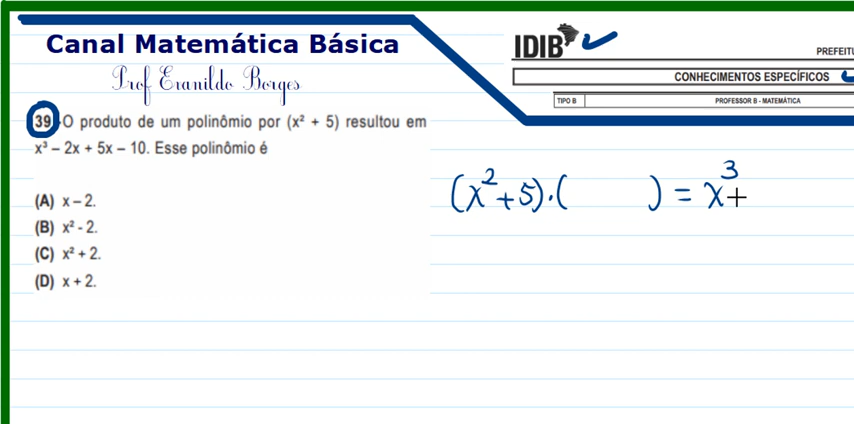 Canal Matemática Básica
Prof Eranildo Borges
IDIB
PREFEITU
CONHECIMENTOS ESPECÍFICOS
TIPO B
PROFESSOR B - MATEMÁTICA
39 O produto de um polinômio por (x² + 5) resultou em
x³ – 2x + 5x – 10. Esse polinômio é
(A) x – 2.
(B) x² - 2.
(C) x² + 2.
(D) x + 2.
(x²+5).( ) = x³+